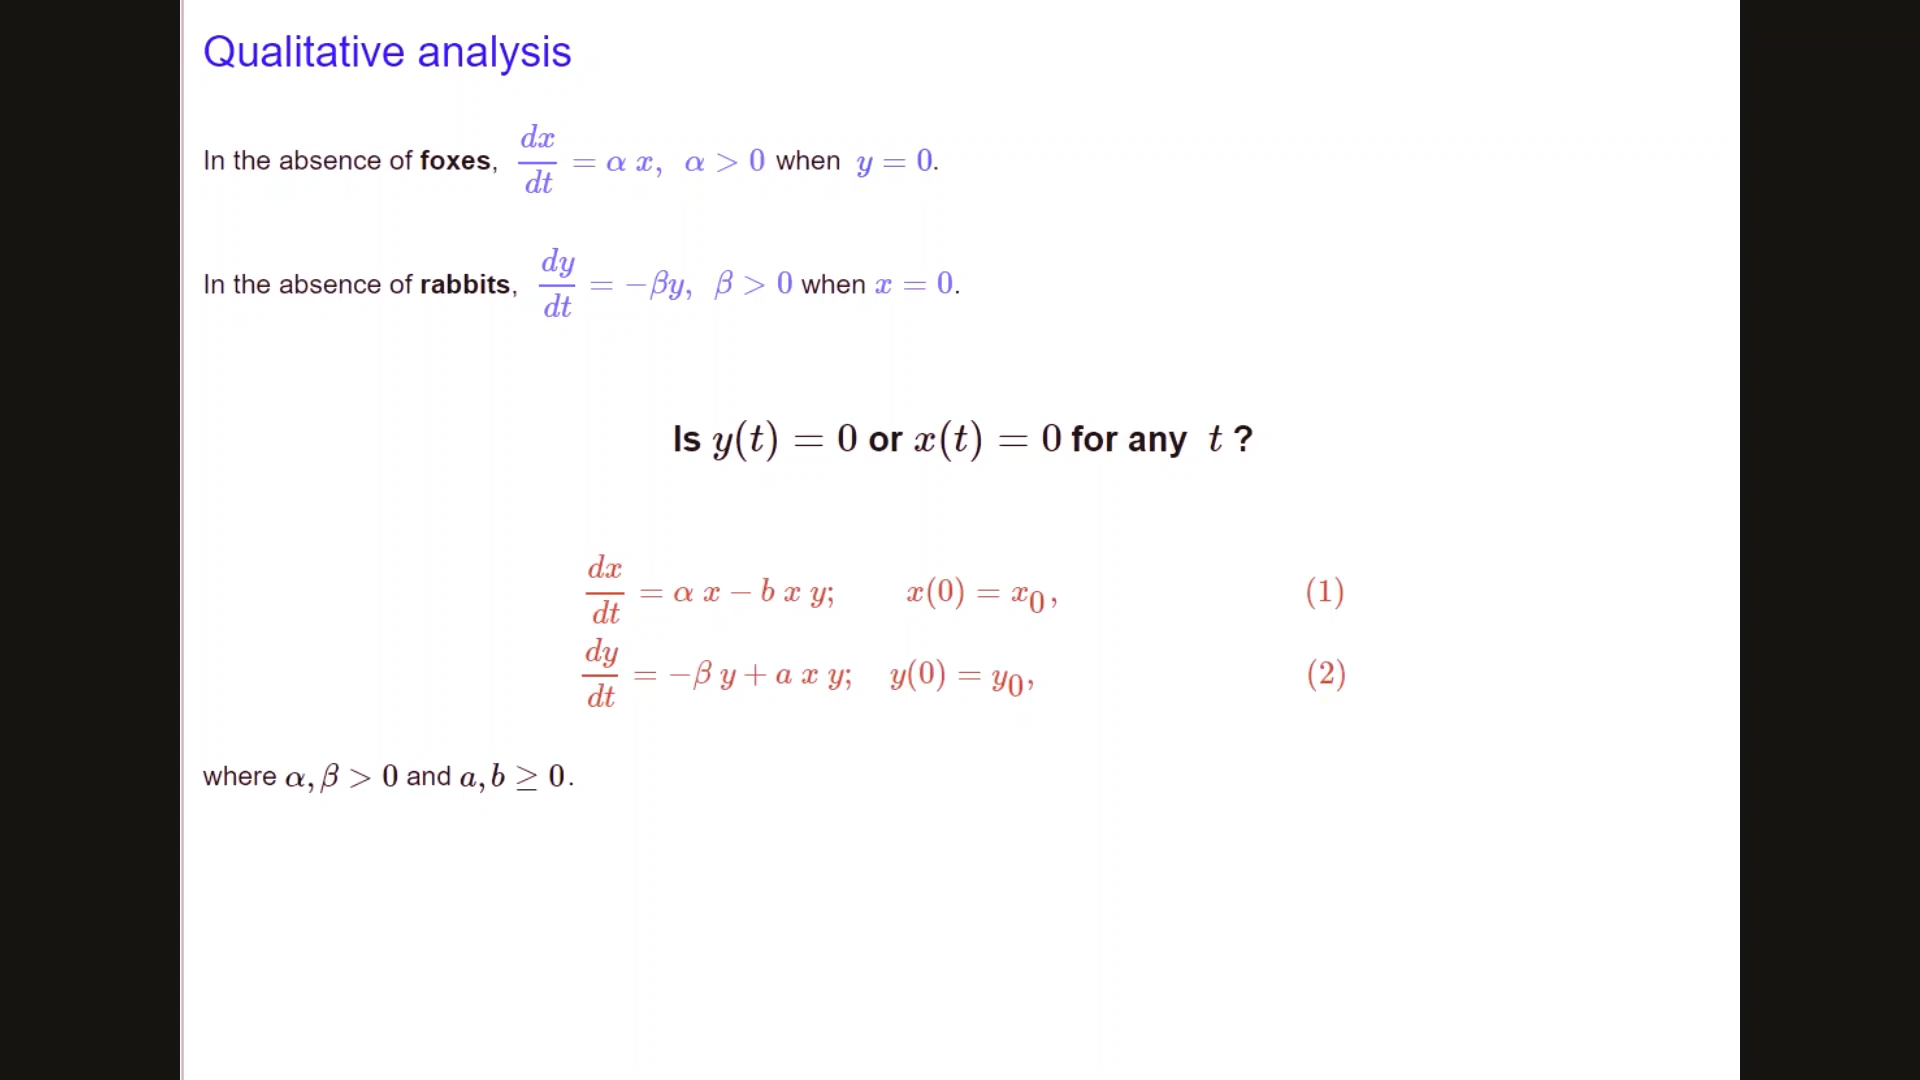 Qualitative analysis
In the absence of foxes, dx/dt = α x, α > 0 when y = 0.
In the absence of rabbits, dy/dt = −βy, β > 0 when x = 0.
Is y(t) = 0 or x(t) = 0 for any t ?
dx/dt = α x − b x y; x(0) = x₀, (1)
dy/dt = −β y + a x y; y(0) = y₀, (2)
where α, β > 0 and a, b ≥ 0.